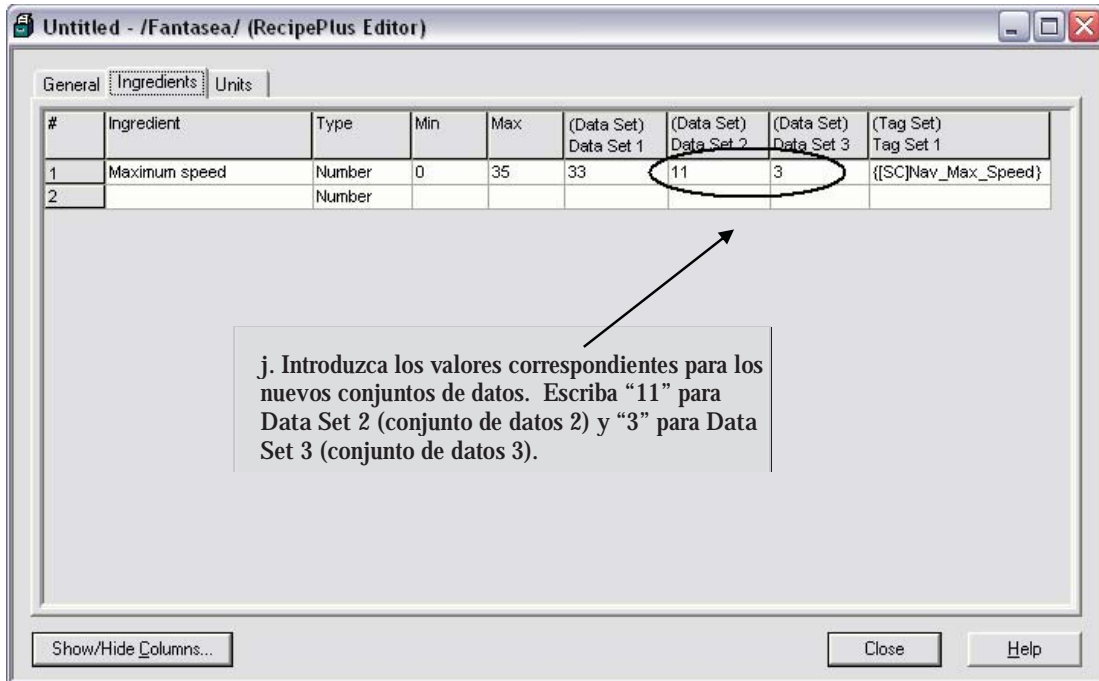 Untitled - /Fantasea/ (RecipePlus Editor)
General Ingredients Units
# Ingredient Type Min Max (Data Set) Data Set 1 (Data Set) Data Set 2 (Data Set) Data Set 3 (Tag Set) Tag Set 1
1 Maximum speed Number 0 35 33 11 3 {[SC]Nav_Max_Speed}
2 Number
j. Introduzca los valores correspondientes para los
nuevos conjuntos de datos. Escriba “11” para
Data Set 2 (conjunto de datos 2) y “3” para Data
Set 3 (conjunto de datos 3).
Show/Hide Columns... Close Help